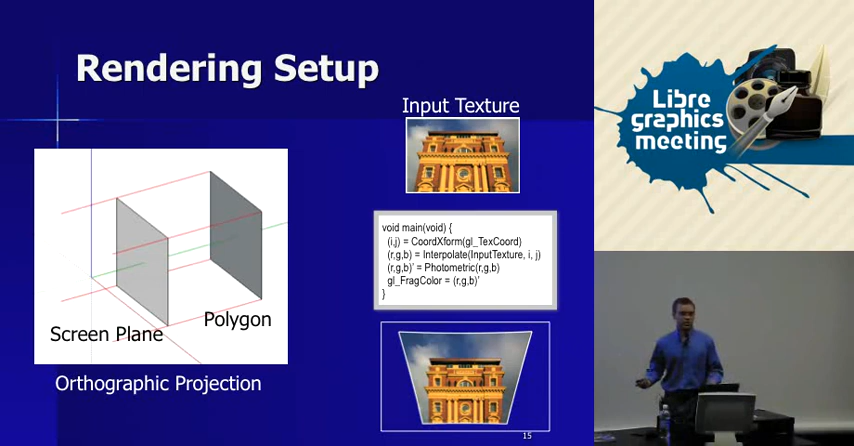 Rendering Setup
Input Texture
void main(void) {
(i,j) = CoordXform(gl_TexCoord)
(r,g,b) = Interpolate(InputTexture, i, j)
(r,g,b)' = Photometric(r,g,b)
gl_FragColor = (r,g,b)'
}
Screen Plane
Polygon
Orthographic Projection
15
Libre
graphics
meeting